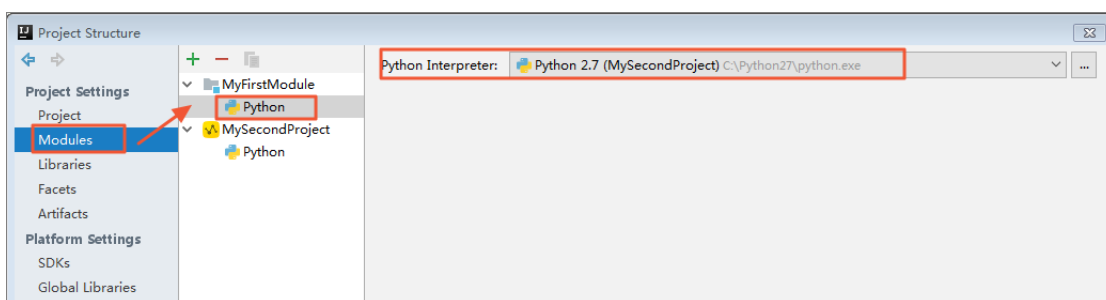 Project Structure
Project Settings
Project
Modules
Libraries
Facets
Artifacts
Platform Settings
SDKs
Global Libraries
MyFirstModule
Python
MySecondProject
Python
Python Interpreter: Python 2.7 (MySecondProject) C:\Python27\python.exe ...